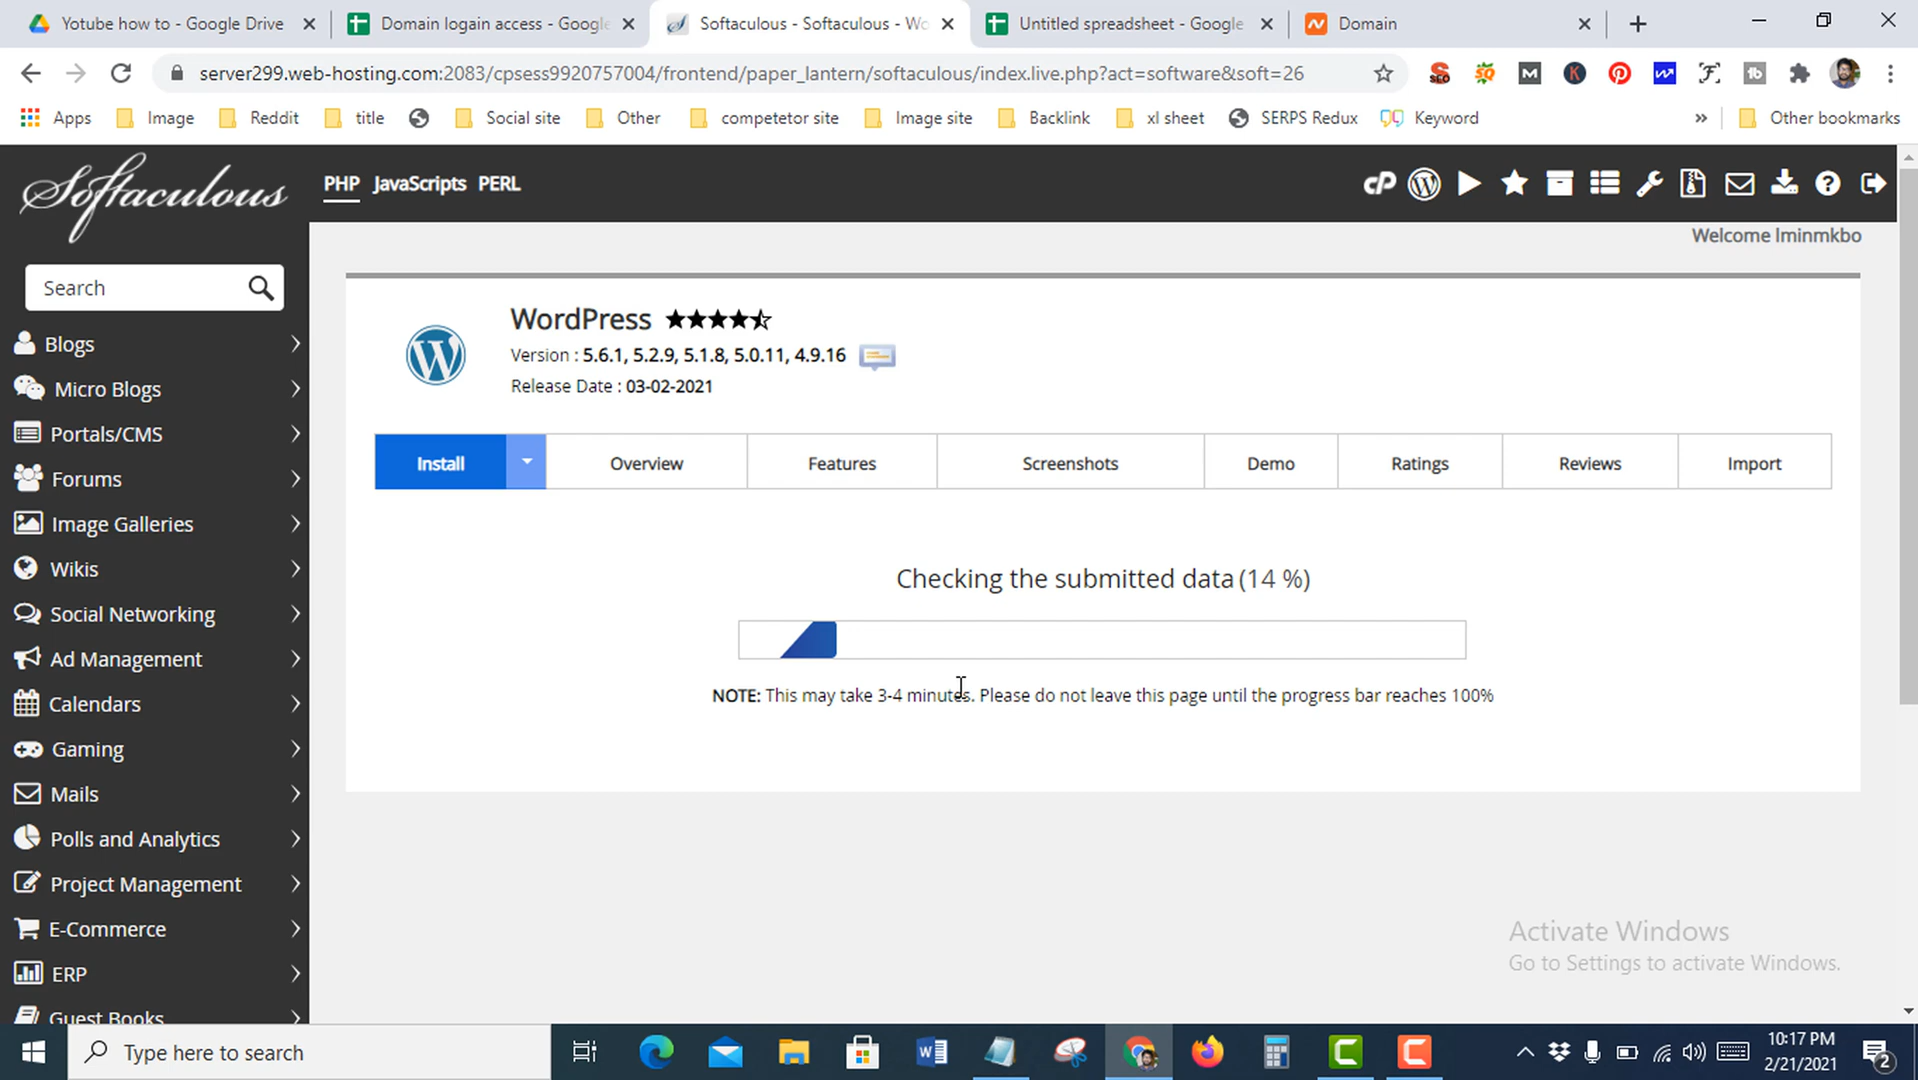 Yotube how to - Google Drive
Domain logain access - Google
Softaculous - Softaculous - Wo
Untitled spreadsheet - Google
Domain
server299.web-hosting.com:2083/cpsess9920757004/frontend/paper_lantern/softaculous/index.live.php?act=software&soft=26
Apps
Image
Reddit
title
Social site
Other
competetor site
Image site
Backlink
xl sheet
SERPS Redux
Keyword
Other bookmarks
Softaculous
PHP
JavaScripts
PERL
Welcome lminmkbo
Search
Blogs
Micro Blogs
Portals/CMS
Forums
Image Galleries
Wikis
Social Networking
Ad Management
Calendars
Gaming
Mails
Polls and Analytics
Project Management
E-Commerce
ERP
Guest Books
WordPress
Version : 5.6.1, 5.2.9, 5.1.8, 5.0.11, 4.9.16
Release Date : 03-02-2021
Install
Overview
Features
Screenshots
Demo
Ratings
Reviews
Import
Checking the submitted data (14 %)
NOTE: This may take 3-4 minutes. Please do not leave this page until the progress bar reaches 100%
Activate Windows
Go to Settings to activate Windows.
Type here to search
10:17 PM
2/21/2021
2